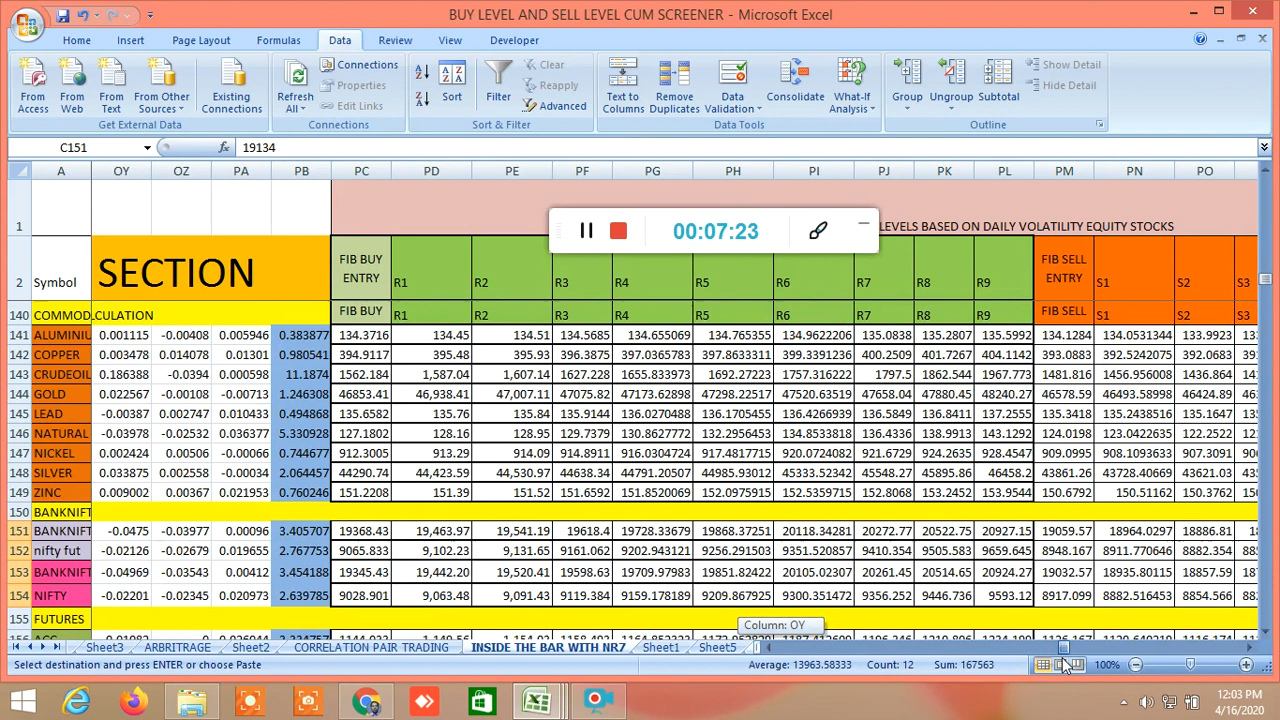 BUY LEVEL AND SELL LEVEL CUM SCREENER - Microsoft Excel
Home Insert Page Layout Formulas Data Review View Developer
From Access From Web From Text From Other Sources Existing Connections Refresh All Connections Properties Edit Links Sort Filter Clear Reapply Advanced Text to Columns Remove Duplicates Data Validation Consolidate What-If Analysis Group Ungroup Subtotal Show Detail Hide Detail
Get External Data Connections Sort & Filter Data Tools Outline
C151 fx 19134
A OY OZ PA PB PC PD PE PF PG PH PI PJ PK PL PM PN PO
00:07:23
1 LEVELS BASED ON DAILY VOLATILITY EQUITY STOCKS
2 Symbol SECTION FIB BUY ENTRY R1 R2 R3 R4 R5 R6 R7 R8 R9 FIB SELL ENTRY S1 S2 S3
140 COMMOD.CULATION FIB BUY R1 R2 R3 R4 R5 R6 R7 R8 R9 FIB SELL S1 S2 S3
141 ALUMINIU 0.001115 -0.00408 0.005946 0.383877 134.3716 134.45 134.51 134.5685 134.655069 134.765355 134.9622206 135.0838 135.2807 135.5992 134.1284 134.0531344 133.9923
142 COPPER 0.003478 0.014078 0.01301 0.980541 394.9117 395.48 395.93 396.3875 397.0365783 397.8633311 399.3391236 400.2509 401.7267 404.1142 393.0883 392.5242075 392.0683
143 CRUDEOIL 0.186388 -0.0394 0.000598 11.1874 1562.184 1,587.04 1,607.14 1627.228 1655.833973 1692.27223 1757.317236 1797.5 1862.544 1967.773 1481.816 1456.956008 1436.864
144 GOLD 0.022567 -0.00108 -0.00713 1.246308 46853.41 46,938.41 47,007.11 47075.82 47173.62898 47298.22517 47520.63519 47658.04 47880.45 48240.27 46578.59 46493.58998 46424.89
145 LEAD -0.00387 0.002747 0.010433 0.494868 135.6582 135.76 135.84 135.9144 136.0270488 136.1705455 136.4266939 136.5849 136.8411 137.2555 135.3418 135.2438516 135.1647
146 NATURAL -0.03978 -0.02532 0.036377 5.330928 127.1802 128.16 128.95 129.7379 130.8627772 132.2956453 134.8533818 136.4336 138.9913 143.1292 124.0198 123.0422635 122.2522
147 NICKEL 0.002424 0.00506 -0.00066 0.744677 912.3005 913.29 914.09 914.8911 916.0304724 917.4820335 920.0724082 921.6729 924.2635 928.4547 909.0995 908.1093633 907.3091
148 SILVER 0.033875 0.002558 -0.00034 2.064457 44290.74 44,423.59 44,530.97 44638.34 44791.20507 44985.93012 45333.52342 45548.27 45895.86 46458.2 43861.26 43728.40669 43621.03
149 ZINC 0.009002 0.00367 0.021953 0.760246 151.2208 151.39 151.52 151.6592 151.8520069 152.0975915 152.5359715 152.8068 153.2452 153.9544 150.6792 150.51162 150.3762
150 BANKNIFT
151 BANKNIFT -0.0475 -0.03977 0.00096 3.405707 19368.43 19,463.97 19,541.19 19618.4 19728.33679 19868.36697 20118.34281 20272.77 20522.75 20927.15 19059.57 18964.0297 18886.81
152 nifty fut -0.02126 -0.02679 0.019655 2.767753 9065.833 9,102.23 9,131.65 9161.062 9202.943141 9256.291503 9351.520857 9410.354 9505.583 9659.645 8948.167 8911.770646 8882.354
153 BANKNIFT -0.04969 -0.03543 0.00412 3.454188 19345.43 19,442.20 19,520.41 19598.63 19709.97983 19851.82422 20105.02307 20261.45 20514.65 20924.27 19032.57 18935.80115
154 NIFTY -0.02201 -0.02345 0.019705 2.639785 9028.901 9,063.48 9,091.43 9119.384 9159.178189 9209.867925 9300.351472 9356.252 9446.736 9593.12 8917.099 8882.516453 8854.566
155 FUTURES
Column: OY
Sheet3 ARBRITRAGE Sheet2 CORRELATION PAIR TRADING INSIDE THE BAR WITH NR7 Sheet1 Sheet5
Select destination and press ENTER or choose Paste Average: 13963.58333 Count: 12 Sum: 167563 100%
12:03 PM
4/16/2020